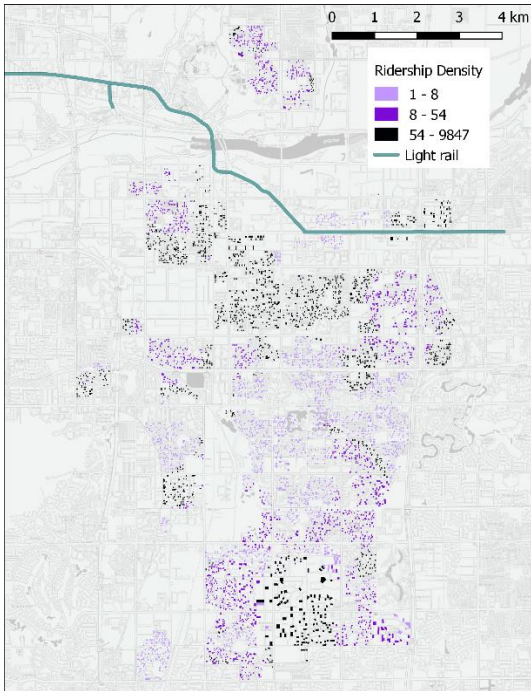 0 1 2 3 4 km
Ridership Density
1 - 8
8 - 54
54 - 9847
Light rail